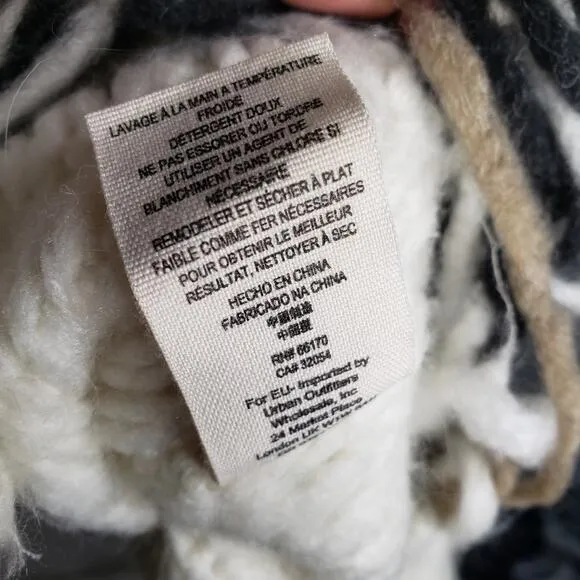 LAVAGE À LA MAIN A TEMPÉRATURE
FROIDE
DÉTERGENT DOUX
NE PAS ESSORER OU TORDRE
UTILISER UN AGENT DE
BLANCHIMENT SANS CHLORE SI
NÉCESSAIRE
REMODELER ET SÉCHER À PLAT
FAIBLE COMME FER NÉCESSAIRES
POUR OBTENIR LE MEILLEUR
RÉSULTAT, NETTOYER À SEC
HECHO EN CHINA
FABRICADO NA CHINA
中國制造
中國製
RN# 66170
CA# 32054
For EU- Imported by
Urban Outfitters
Wholesale, Inc
24 Market Place
London UK W1W